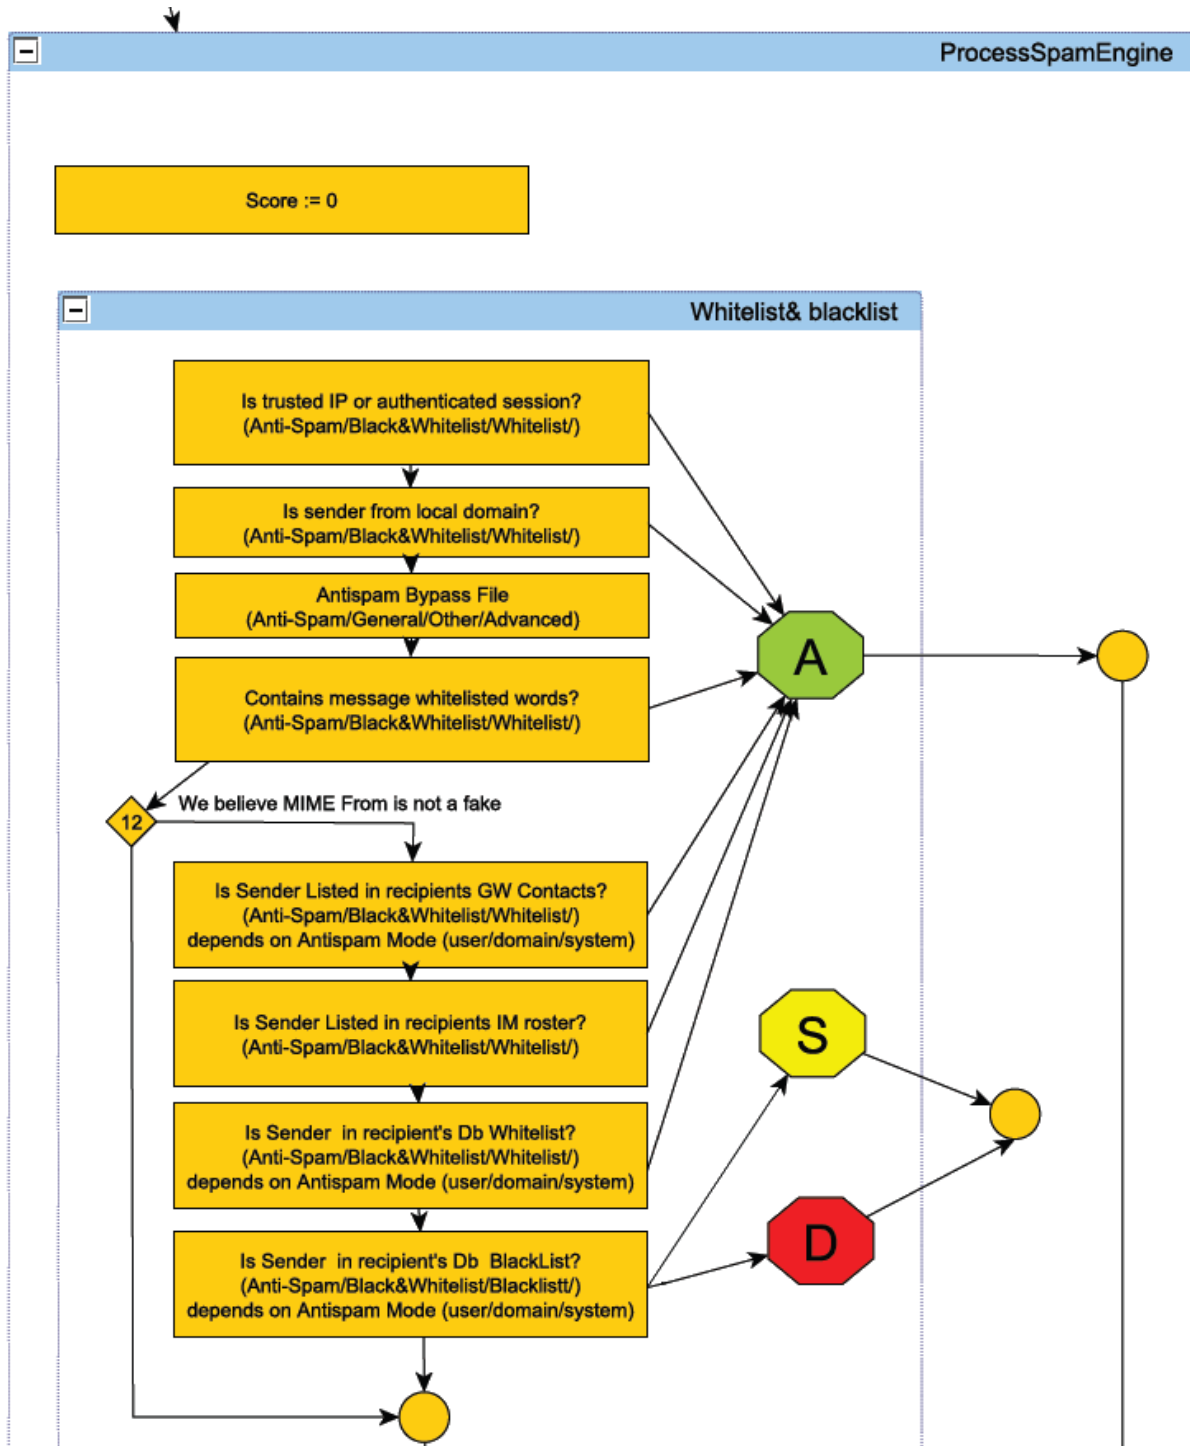 ProcessSpamEngine
Score := 0
Whitelist& blacklist
Is trusted IP or authenticated session?
(Anti-Spam/Black&Whitelist/Whitelist/)
Is sender from local domain?
(Anti-Spam/Black&Whitelist/Whitelist/)
Antispam Bypass File
(Anti-Spam/General/Other/Advanced)
A
Contains message whitelisted words?
(Anti-Spam/Black&Whitelist/Whitelist/)
We believe MIME From is not a fake
12
Is Sender Listed in recipients GW Contacts?
(Anti-Spam/Black&Whitelist/Whitelist/)
depends on Antispam Mode (user/domain/system)
Is Sender Listed in recipients IM roster?
(Anti-Spam/Black&Whitelist/Whitelist/)
S
Is Sender  in recipient's Db Whitelist?
(Anti-Spam/Black&Whitelist/Whitelist/)
depends on Antispam Mode (user/domain/system)
D
Is Sender  in recipient's Db  BlackList?
(Anti-Spam/Black&Whitelist/Blacklistt/)
depends on Antispam Mode (user/domain/system)